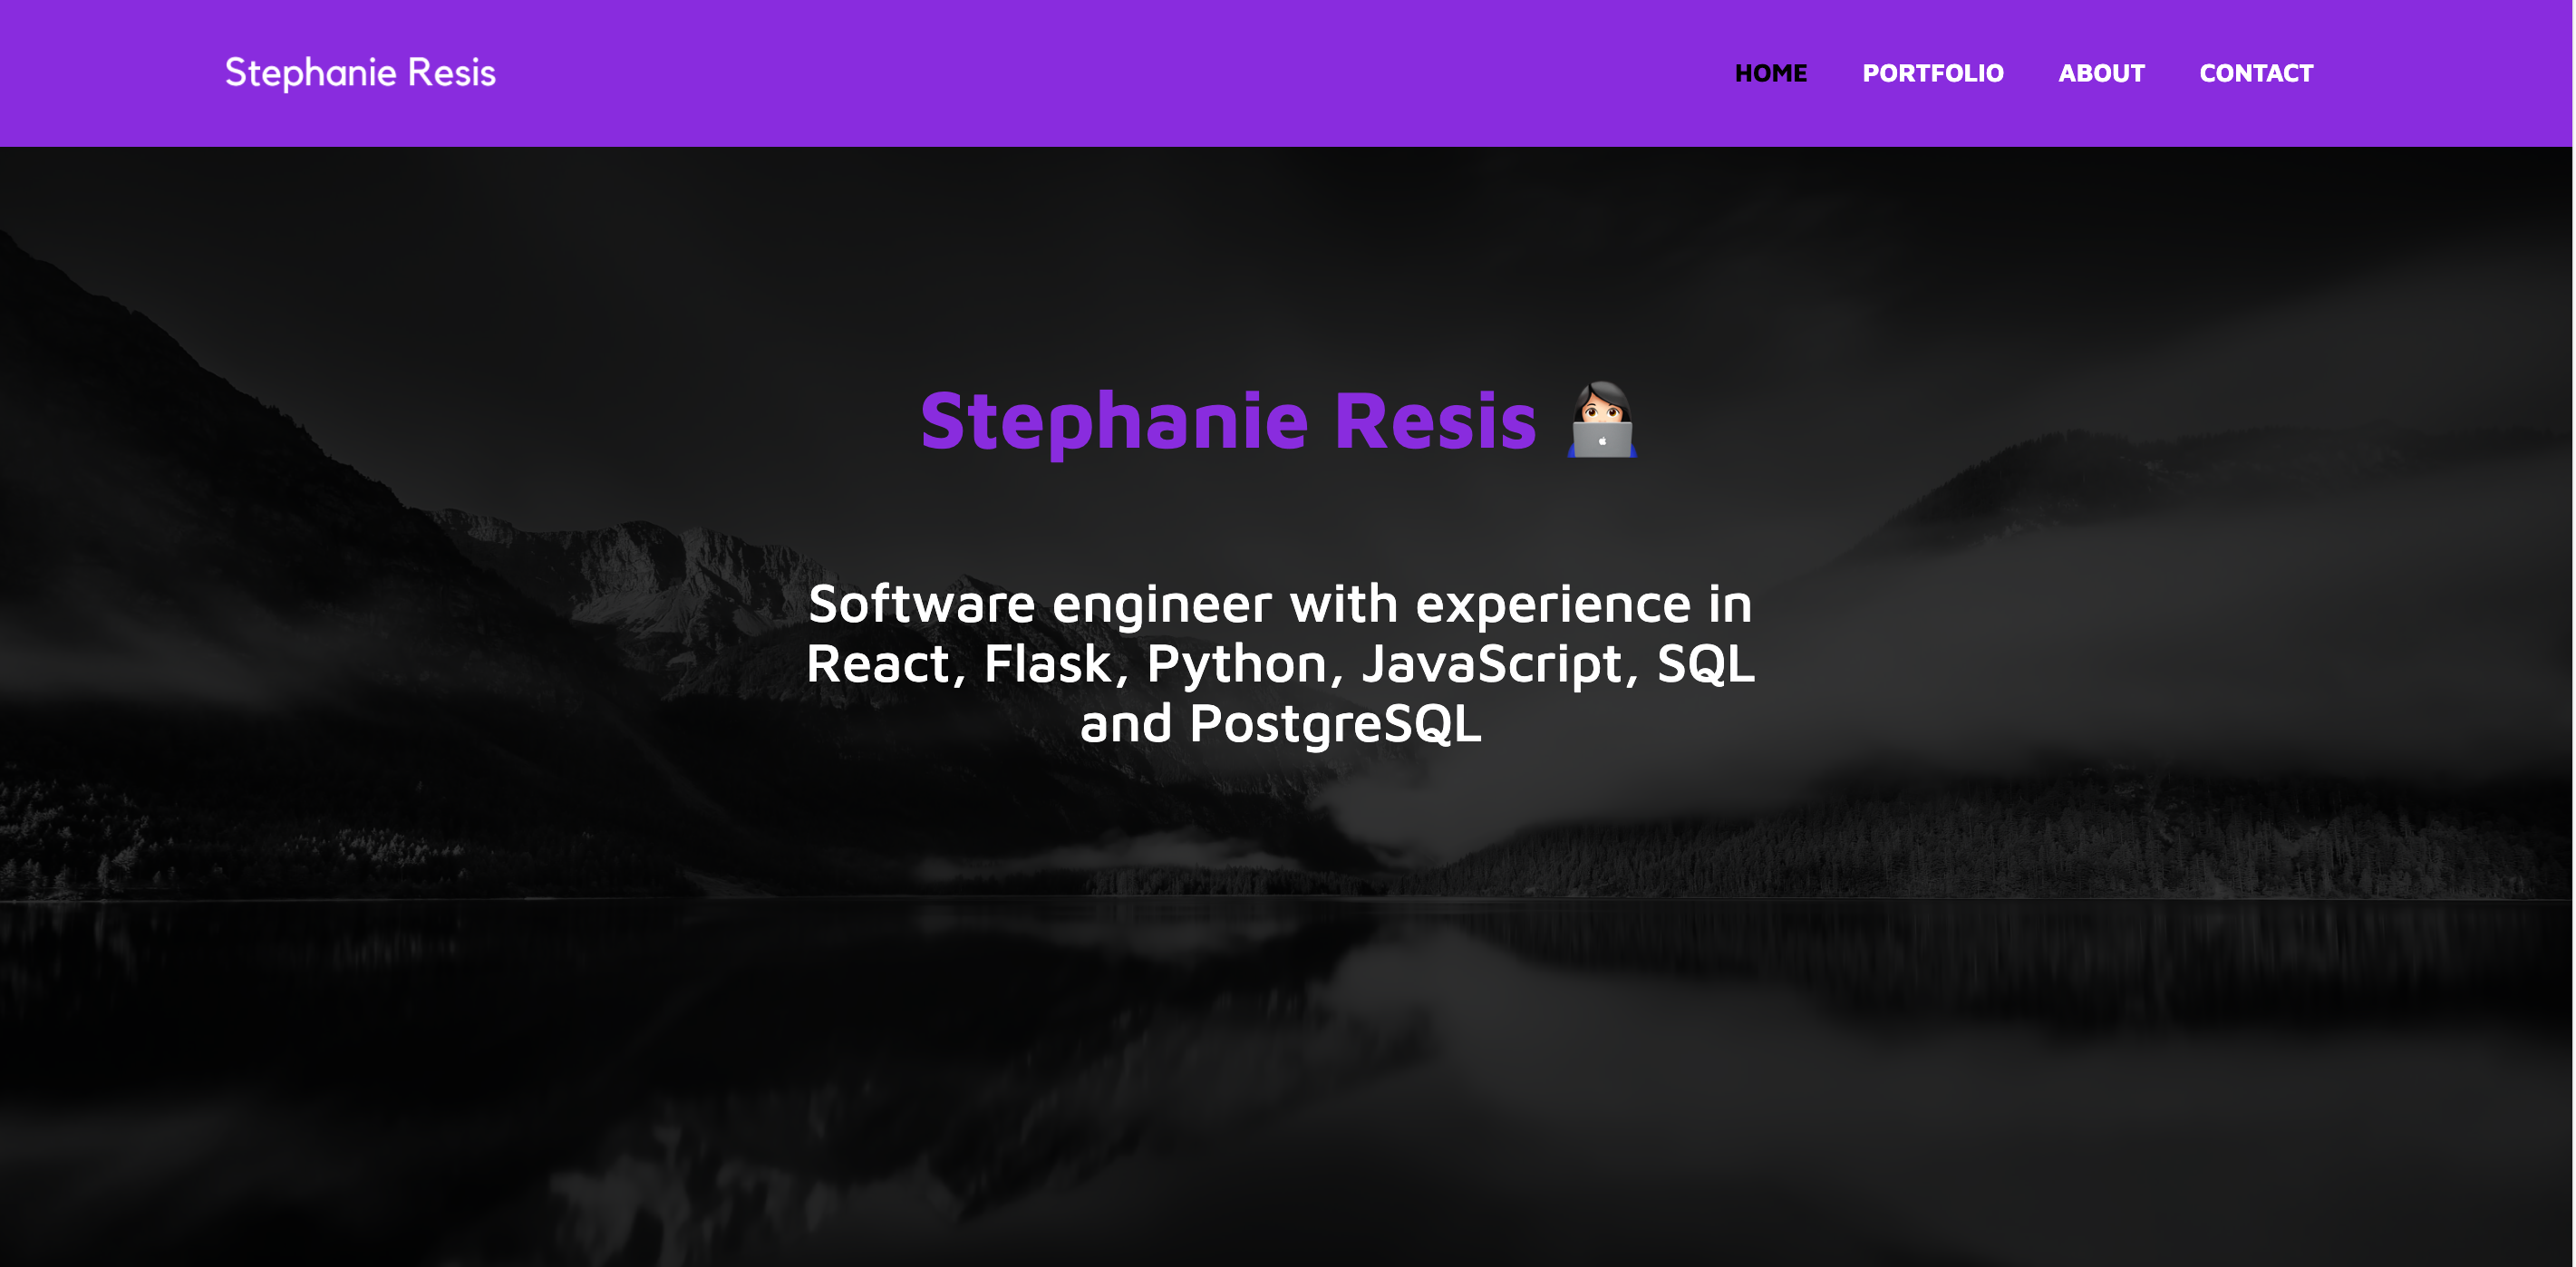 Stephanie Resis
HOME PORTFOLIO ABOUT CONTACT
Stephanie Resis 👩🏻‍💻
Software engineer with experience in
React, Flask, Python, JavaScript, SQL
and PostgreSQL